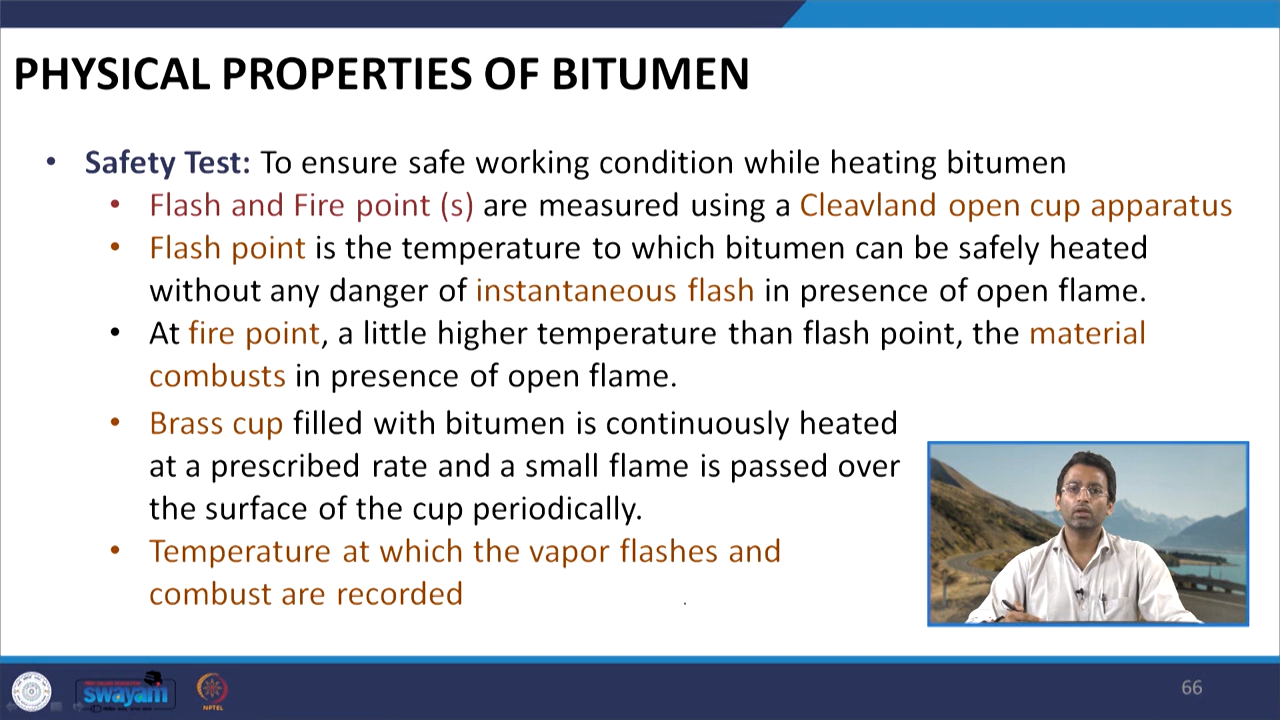 PHYSICAL PROPERTIES OF BITUMEN
• Safety Test: To ensure safe working condition while heating bitumen
• Flash and Fire point (s) are measured using a Cleavland open cup apparatus
• Flash point is the temperature to which bitumen can be safely heated
without any danger of instantaneous flash in presence of open flame.
• At fire point, a little higher temperature than flash point, the material
combusts in presence of open flame.
• Brass cup filled with bitumen is continuously heated
at a prescribed rate and a small flame is passed over
the surface of the cup periodically.
• Temperature at which the vapor flashes and
combust are recorded
swayam
NPTEL
66